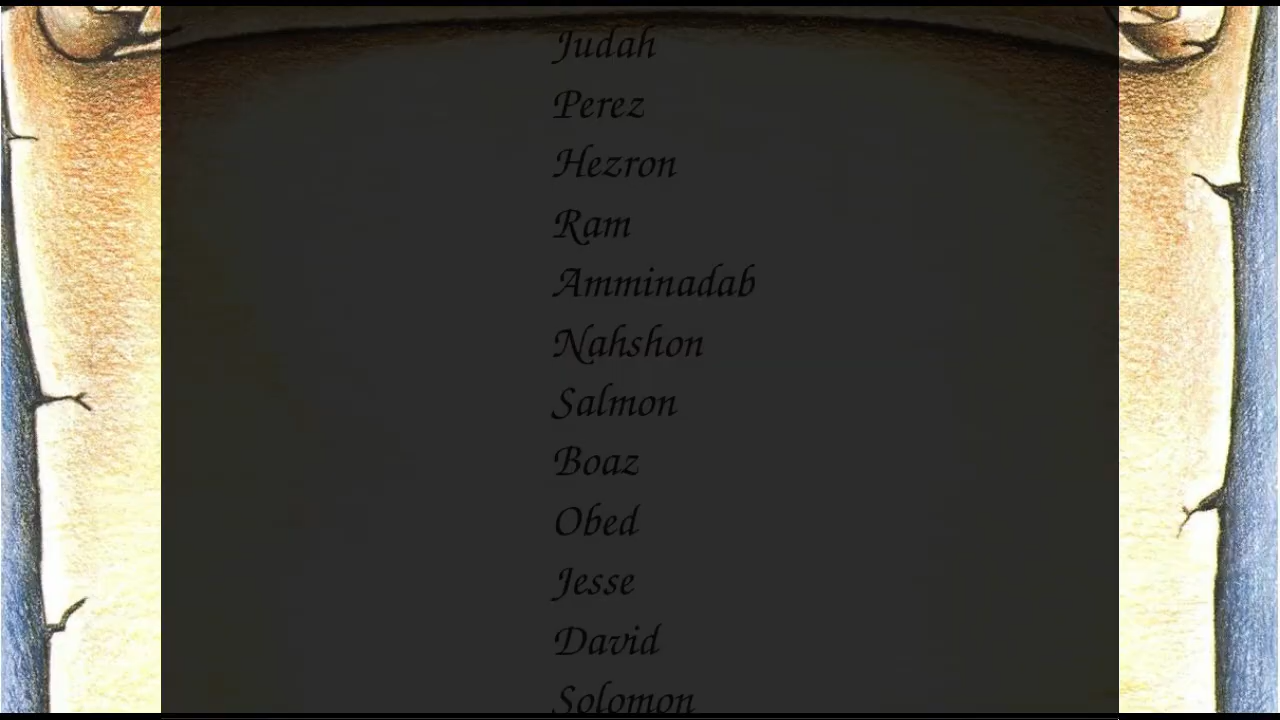 Judah
Perez
Hezron
Ram
Amminadab
Nahshon
Salmon
Boaz
Obed
Jesse
David
Solomon